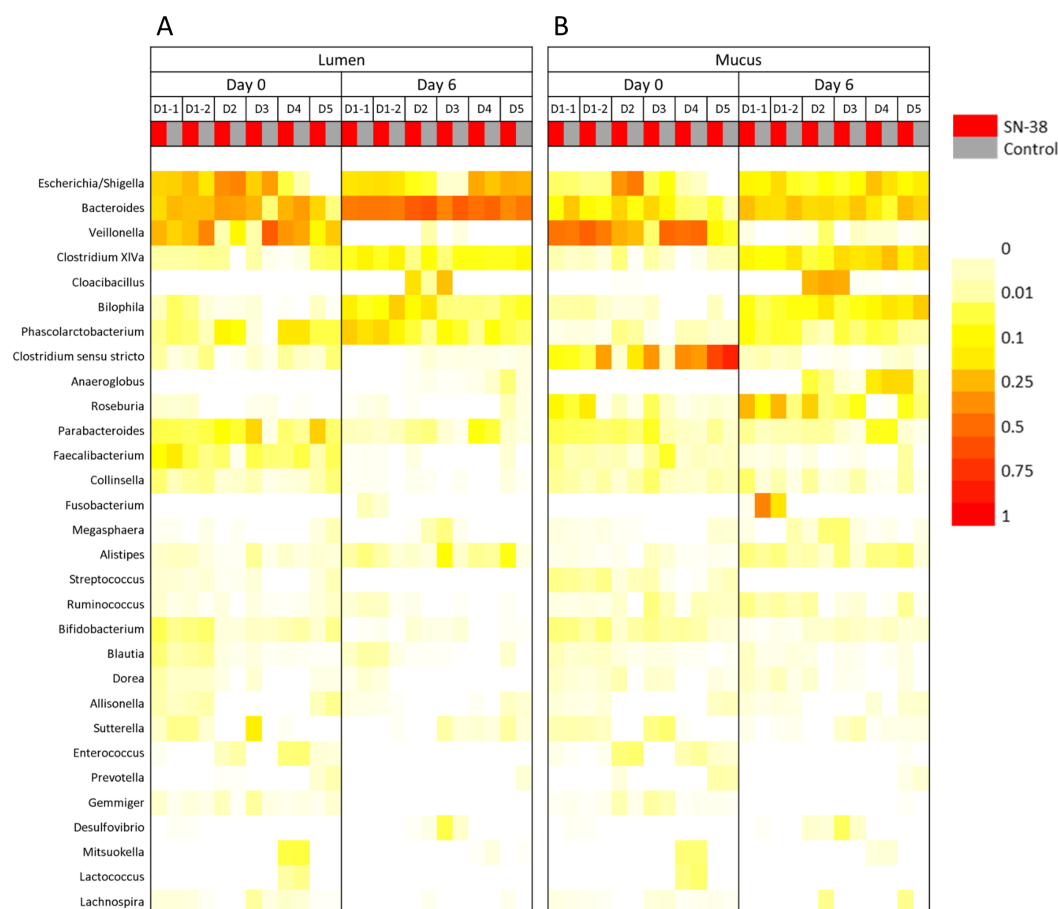 A B
Lumen Mucus
Day 0 Day 6 Day 0 Day 6
D1-1 D1-2 D2 D3 D4 D5 D1-1 D1-2 D2 D3 D4 D5 D1-1 D1-2 D2 D3 D4 D5 D1-1 D1-2 D2 D3 D4 D5
SN-38
Control
Escherichia/Shigella
Bacteroides
Veillonella
Clostridium XIVa
Cloacibacillus
Bilophila
Phascolarctobacterium
Clostridium sensu stricto
Anaeroglobus
Roseburia
Parabacteroides
Faecalibacterium
Collinsella
Fusobacterium
Megasphaera
Alistipes
Streptococcus
Ruminococcus
Bifidobacterium
Blautia
Dorea
Allisonella
Sutterella
Enterococcus
Prevotella
Gemmiger
Desulfovibrio
Mitsuokella
Lactococcus
Lachnospira
0
0.01
0.1
0.25
0.5
0.75
1